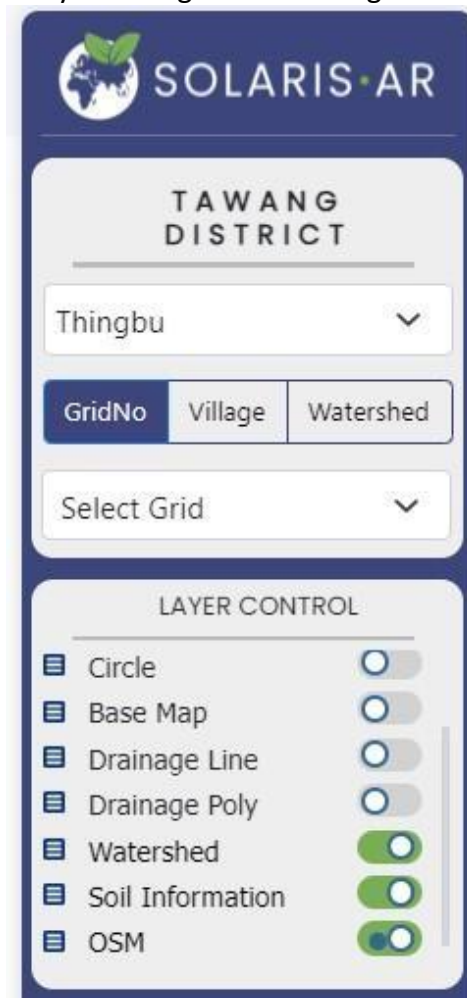 SOLARIS·AR
TAWANG
DISTRICT
Thingbu
GridNo Village Watershed
Select Grid
LAYER CONTROL
Circle
Base Map
Drainage Line
Drainage Poly
Watershed
Soil Information
OSM